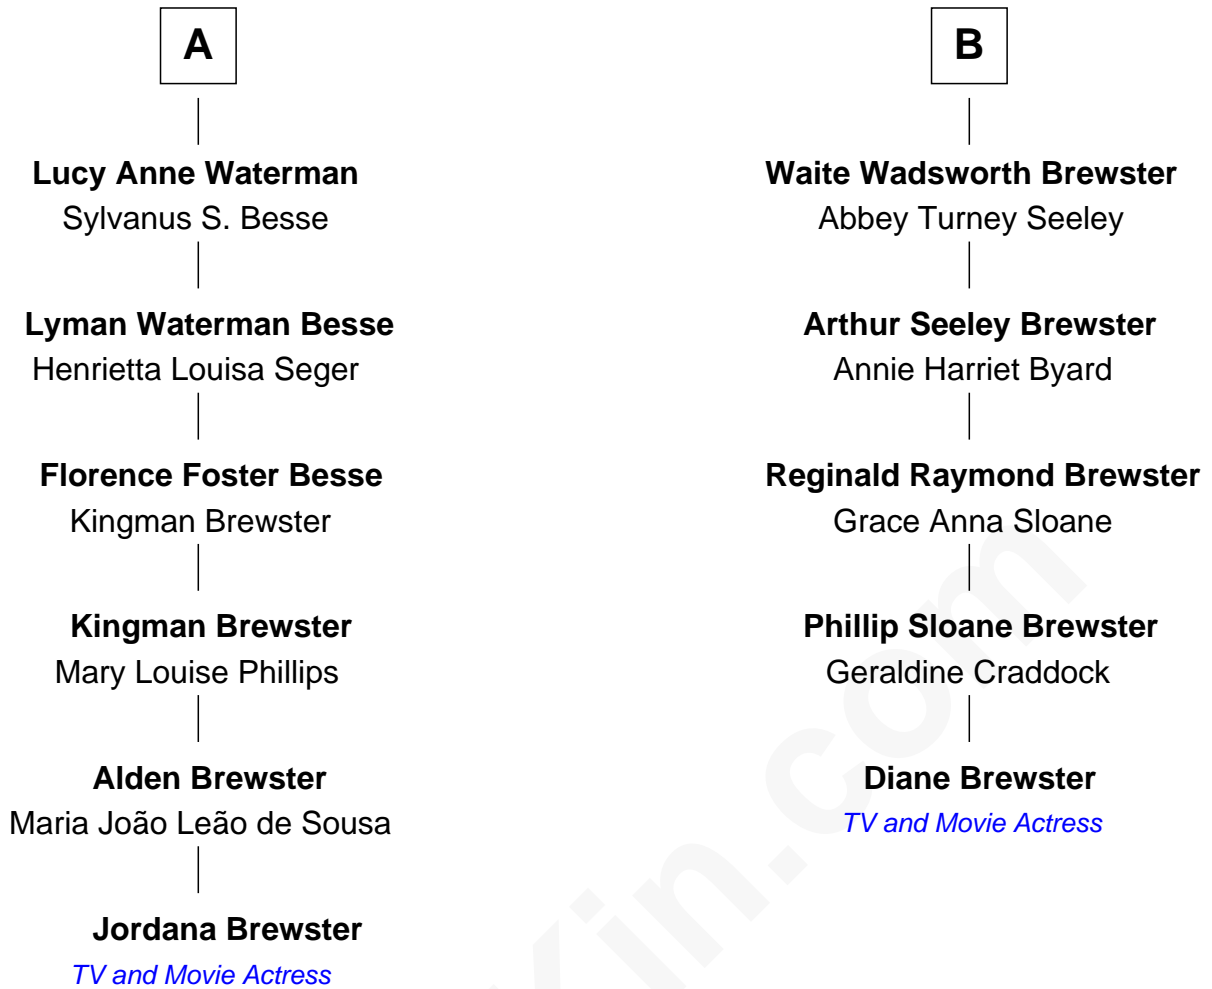 A
Lucy Anne Waterman
Sylvanus S. Besse
Lyman Waterman Besse
Henrietta Louisa Seger
Florence Foster Besse
Kingman Brewster
Kingman Brewster
Mary Louise Phillips
Alden Brewster
Maria João Leão de Sousa
Jordana Brewster
TV and Movie Actress
B
Waite Wadsworth Brewster
Abbey Turney Seeley
Arthur Seeley Brewster
Annie Harriet Byard
Reginald Raymond Brewster
Grace Anna Sloane
Phillip Sloane Brewster
Geraldine Craddock
Diane Brewster
TV and Movie Actress
Kin.com